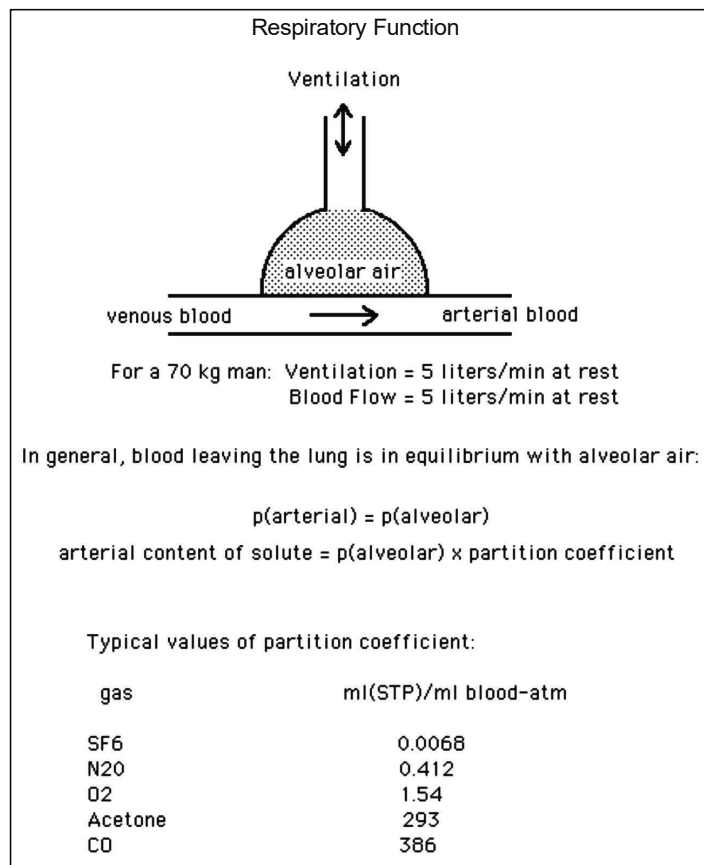 Respiratory Function
Ventilation
alveolar air
venous blood
arterial blood
For a 70 kg man: Ventilation = 5 liters/min at rest
Blood Flow = 5 liters/min at rest
In general, blood leaving the lung is in equilibrium with alveolar air:
p(arterial) = p(alveolar)
arterial content of solute = p(alveolar) x partition coefficient
Typical values of partition coefficient:
gas ml(STP)/ml blood-atm
SF6 0.0068
N20 0.412
02 1.54
Acetone 293
CO 386